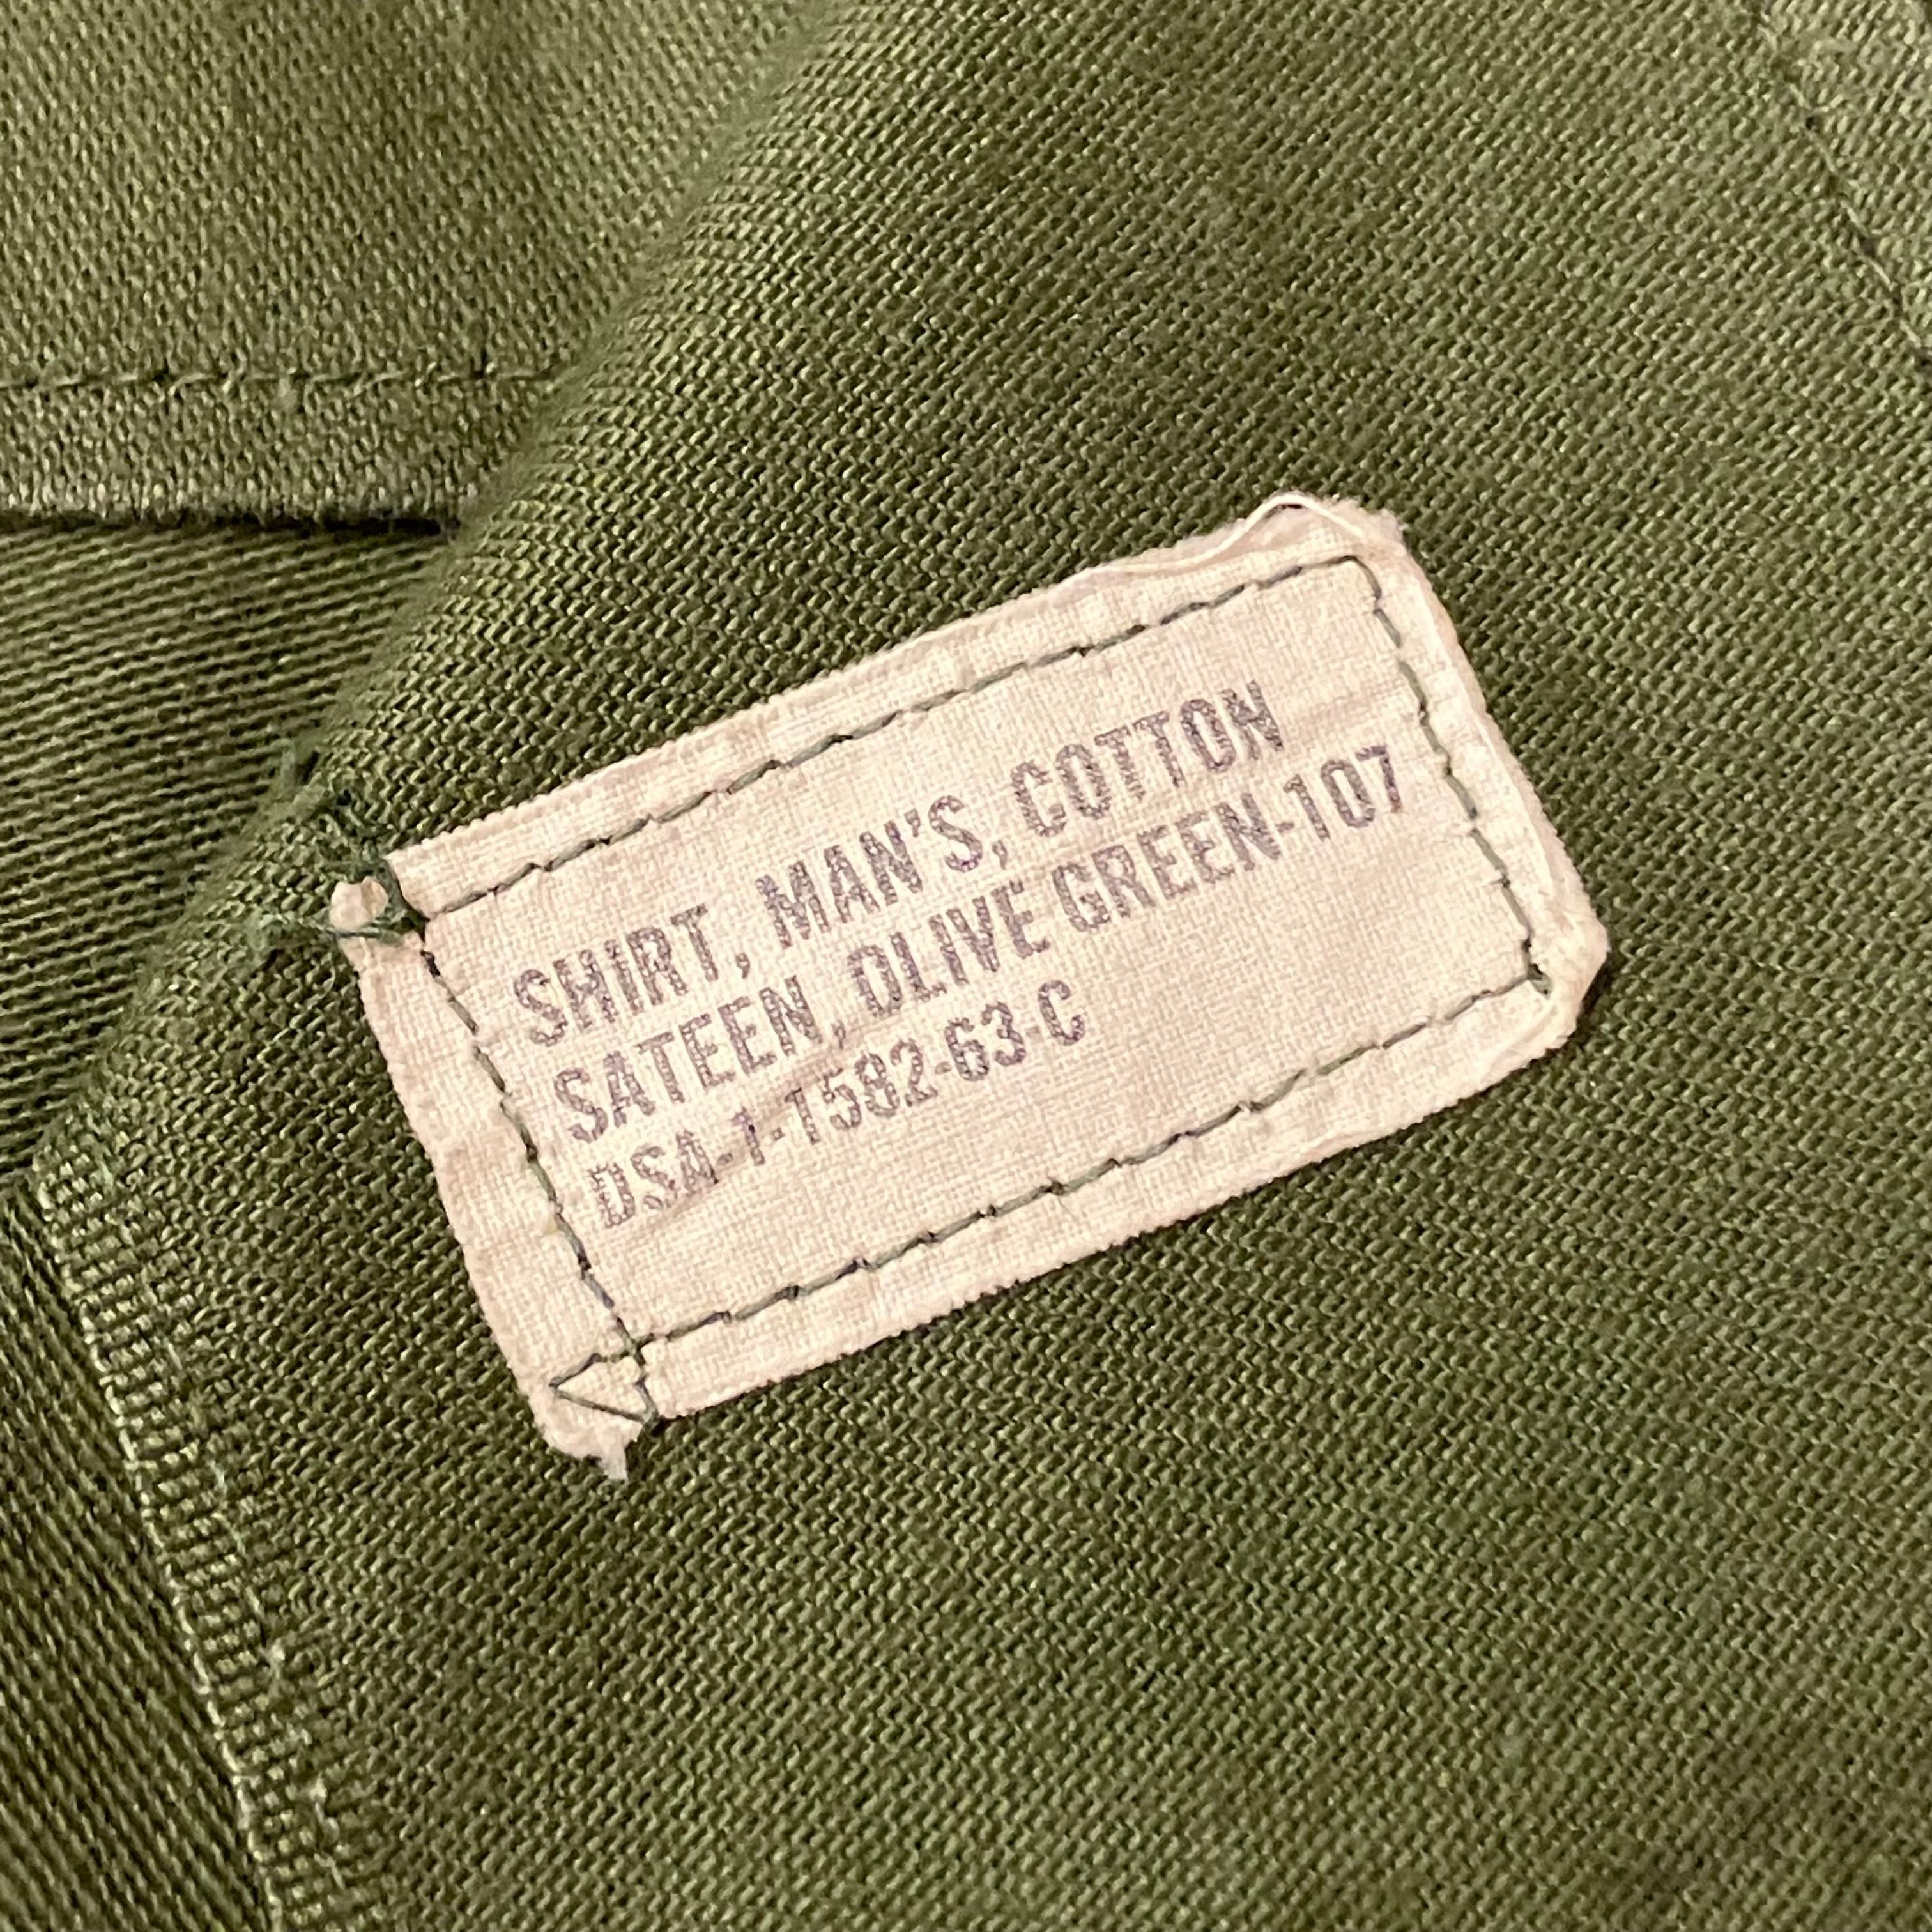 SHIRT, MAN'S, COTTON
SATEEN, OLIVE GREEN-107
DSA-1-1582-63-C